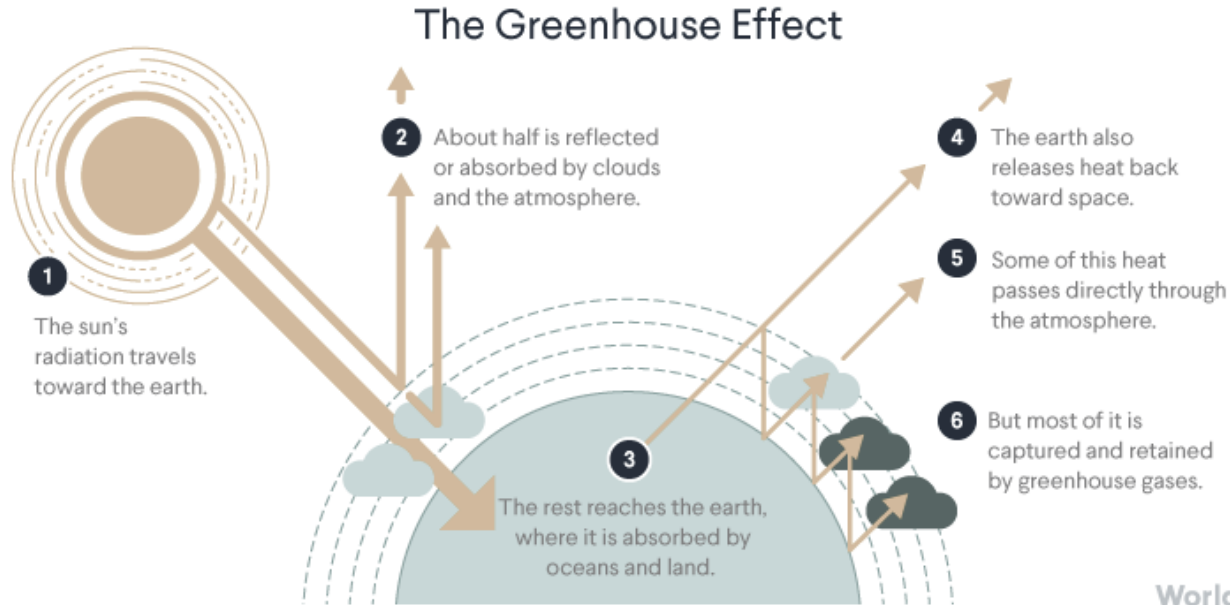 The Greenhouse Effect
1
The sun's
radiation travels
toward the earth.
2
About half is reflected
or absorbed by clouds
and the atmosphere.
3
The rest reaches the earth,
where it is absorbed by
oceans and land.
4
The earth also
releases heat back
toward space.
5
Some of this heat
passes directly through
the atmosphere.
6
But most of it is
captured and retained
by greenhouse gases.
World